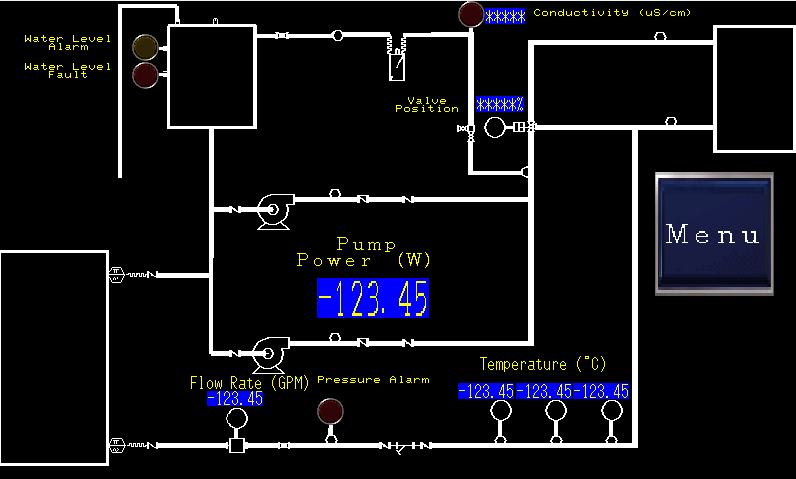 Conductivity (uS/cm)
*****
Water Level
Alarm
Water Level
Fault
Valve
Position
*****%
Menu
Pump
Power (W)
-123.45
Flow Rate (GPM)
-123.45
Pressure Alarm
Temperature (°C)
-123.45 -123.45 -123.45